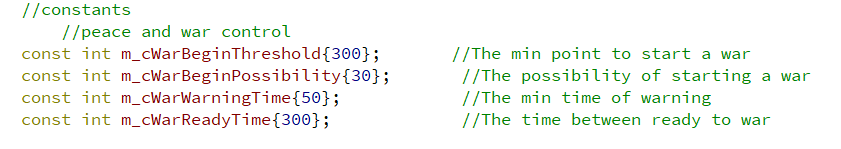 //constants
//peace and war control
const int m_cWarBeginThreshold{300}; //The min point to start a war
const int m_cWarBeginPossibility{30}; //The possibility of starting a war
const int m_cWarWarningTime{50}; //The min time of warning
const int m_cWarReadyTime{300}; //The time between ready to war